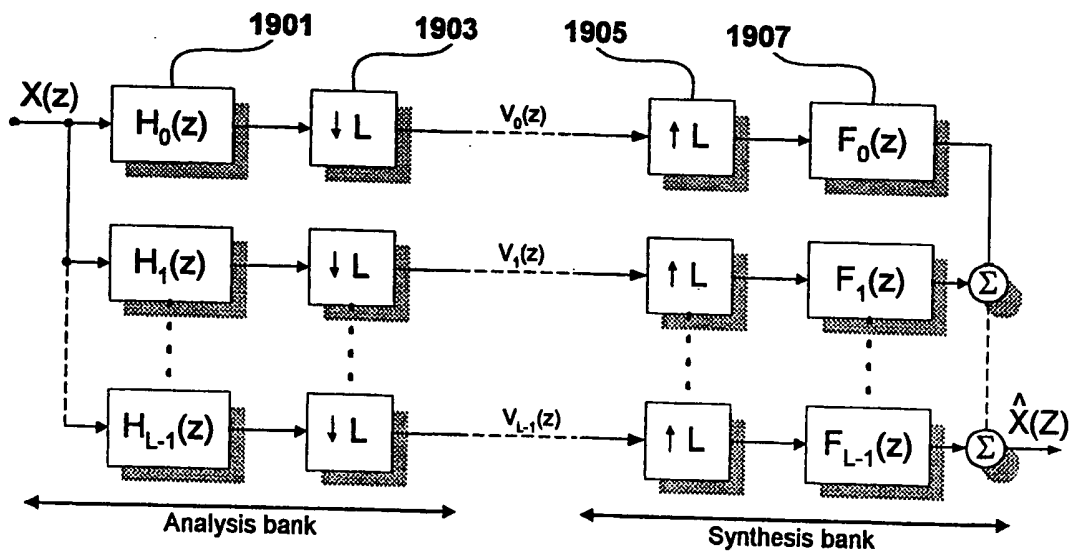 1901 1903 1905 1907
X(z) H₀(z) ↓ L V₀(z) ↑ L F₀(z)
H₁(z) ↓ L V₁(z) ↑ L F₁(z) Σ
H_{L-1}(z) ↓ L V_{L-1}(z) ↑ L F_{L-1}(z) Σ X̂(Z)
Analysis bank Synthesis bank